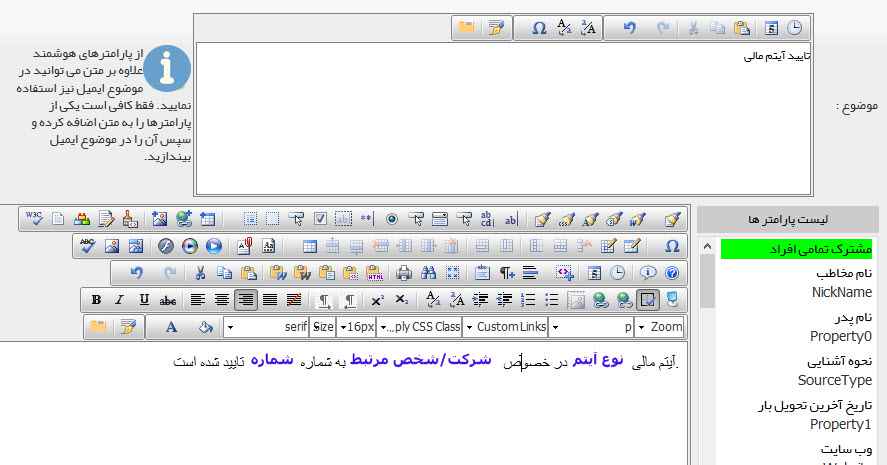 تایید آیتم مالی
موضوع :
از پارامترهای هوشمند
علاوه بر متن می توانید در
موضوع ایمیل نیز استفاده
نمایید. فقط کافی است یکی از
پارامترها را به متن اضافه کرده و
سپس آن را در موضوع ایمیل
بیندازید.
لیست پارامتر ها
مشترک تمامی افراد
نام مخاطب
NickName
نام پدر
Property0
نحوه آشنایی
SourceType
تاریخ آخرین تحویل بار
Property1
وب سایت
B I U abc
serif Size 16px ...ply CSS Class Custom Links p Zoom
آیتم مالی نوع آیتم در خصوص شرکت/شخص مرتبط به شماره شماره تایید شده است.